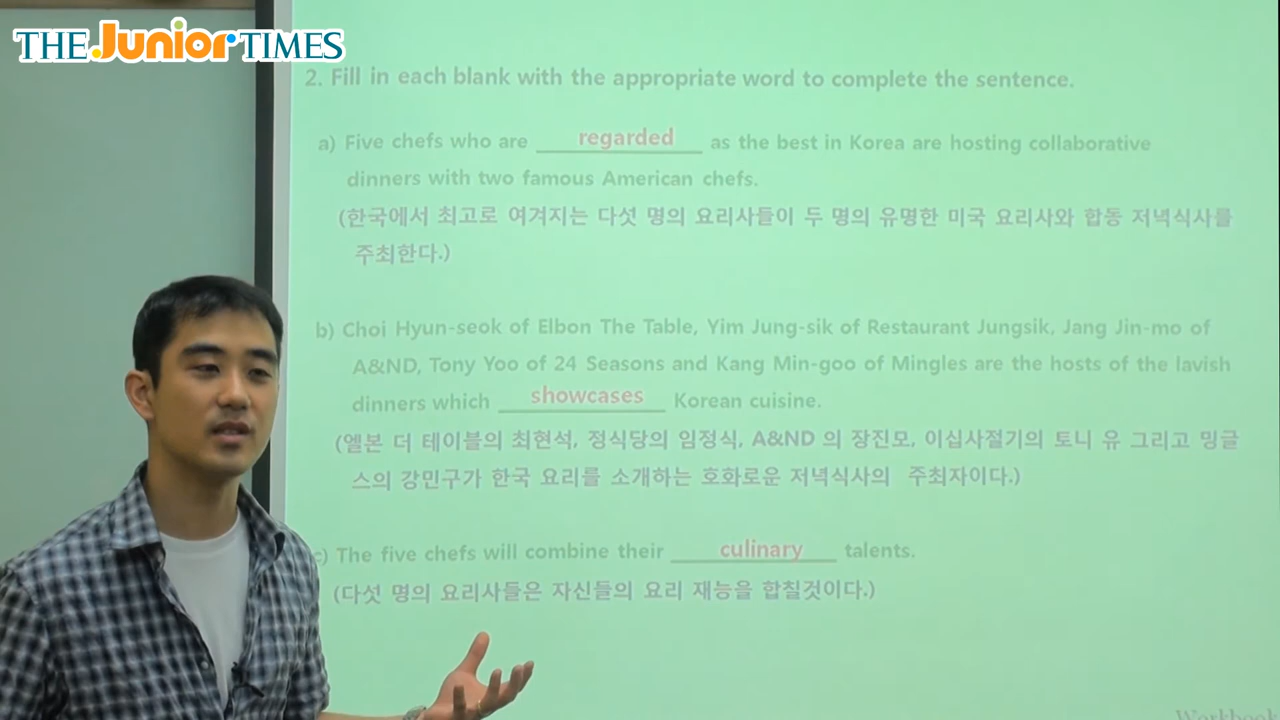 THE Junior TIMES
2. Fill in each blank with the appropriate word to complete the sentence.
a) Five chefs who are regarded as the best in Korea are hosting collaborative
dinners with two famous American chefs.
(한국에서 최고로 여겨지는 다섯 명의 요리사들이 두 명의 유명한 미국 요리사와 합동 저녁식사를
주최한다.)
b) Choi Hyun-seok of Elbon The Table, Yim Jung-sik of Restaurant Jungsik, Jang Jin-mo of
A&ND, Tony Yoo of 24 Seasons and Kang Min-goo of Mingles are the hosts of the lavish
dinners which showcases Korean cuisine.
(엘본 더 테이블의 최현석, 정식당의 임정식, A&ND 의 장진모, 이십사절기의 토니 유 그리고 밍글
스의 강민구가 한국 요리를 소개하는 호화로운 저녁식사의 주최자이다.)
c) The five chefs will combine their culinary talents.
(다섯 명의 요리사들은 자신들의 요리 재능을 합칠것이다.)
Workbook